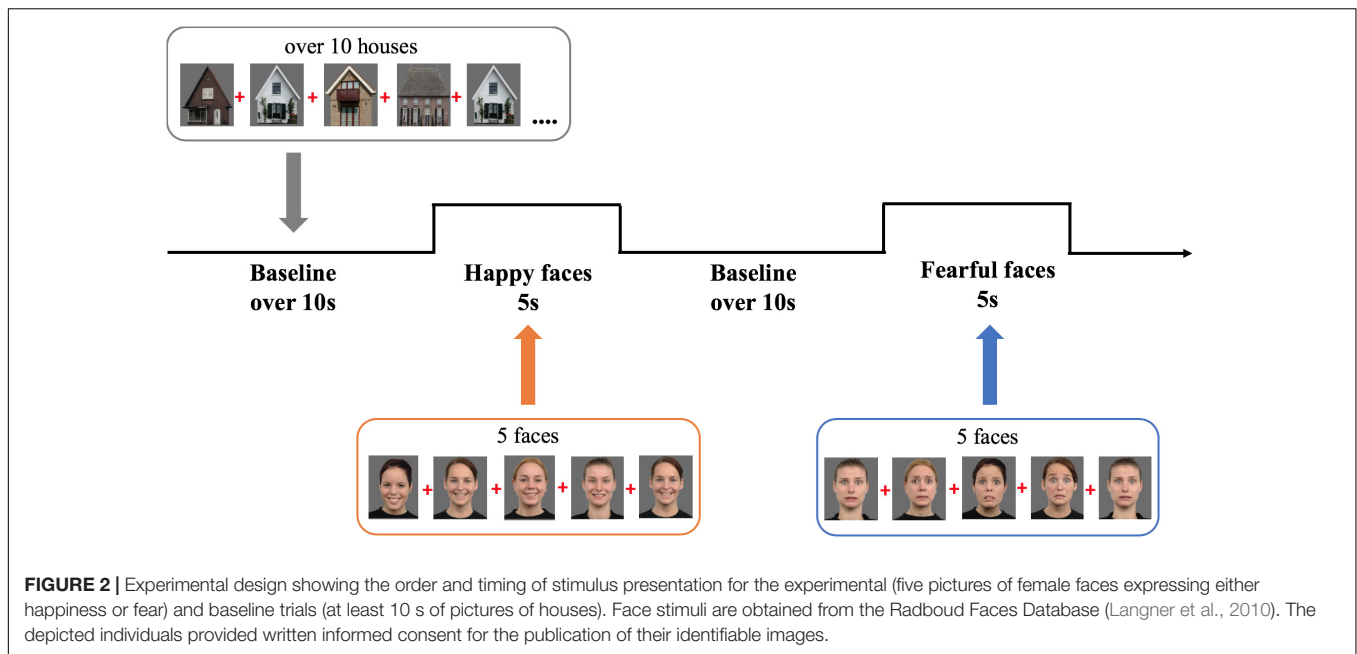 over 10 houses
+ + + + ....
Baseline
over 10s
Happy faces
5s
Baseline
over 10s
Fearful faces
5s
5 faces
+ + + +
5 faces
+ + + +
FIGURE 2 | Experimental design showing the order and timing of stimulus presentation for the experimental (five pictures of female faces expressing either
happiness or fear) and baseline trials (at least 10 s of pictures of houses). Face stimuli are obtained from the Radboud Faces Database (Langner et al., 2010). The
depicted individuals provided written informed consent for the publication of their identifiable images.